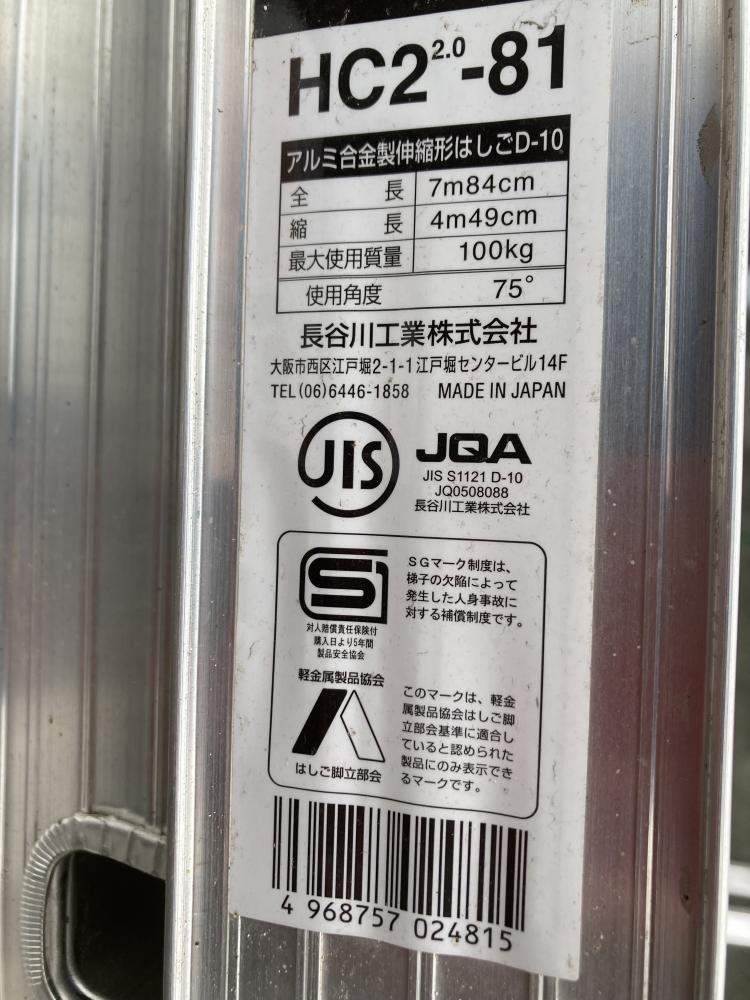 HC2 2.0-81
アルミ合金製伸縮形はしごD-10
全長 7m84cm
縮長 4m49cm
最大使用質量 100kg
使用角度 75°
長谷川工業株式会社
大阪市西区江戸堀2-1-1 江戸堀センタービル14F
TEL(06)6446-1858 MADE IN JAPAN
JIS
JQA
JIS S1121 D-10
JQ0508088
長谷川工業株式会社
SG
対人賠償責任保険付
購入日より5年間
製品安全協会
SGマーク制度は、
梯子の欠陥によって
発生した人身事故に
対する補償制度です。
軽金属製品協会
はしご脚立部会
このマークは、軽金
属製品協会はしご脚
立部会基準に適合し
ていると認められた
製品にのみ表示でき
るマークです。
4 968757 024815